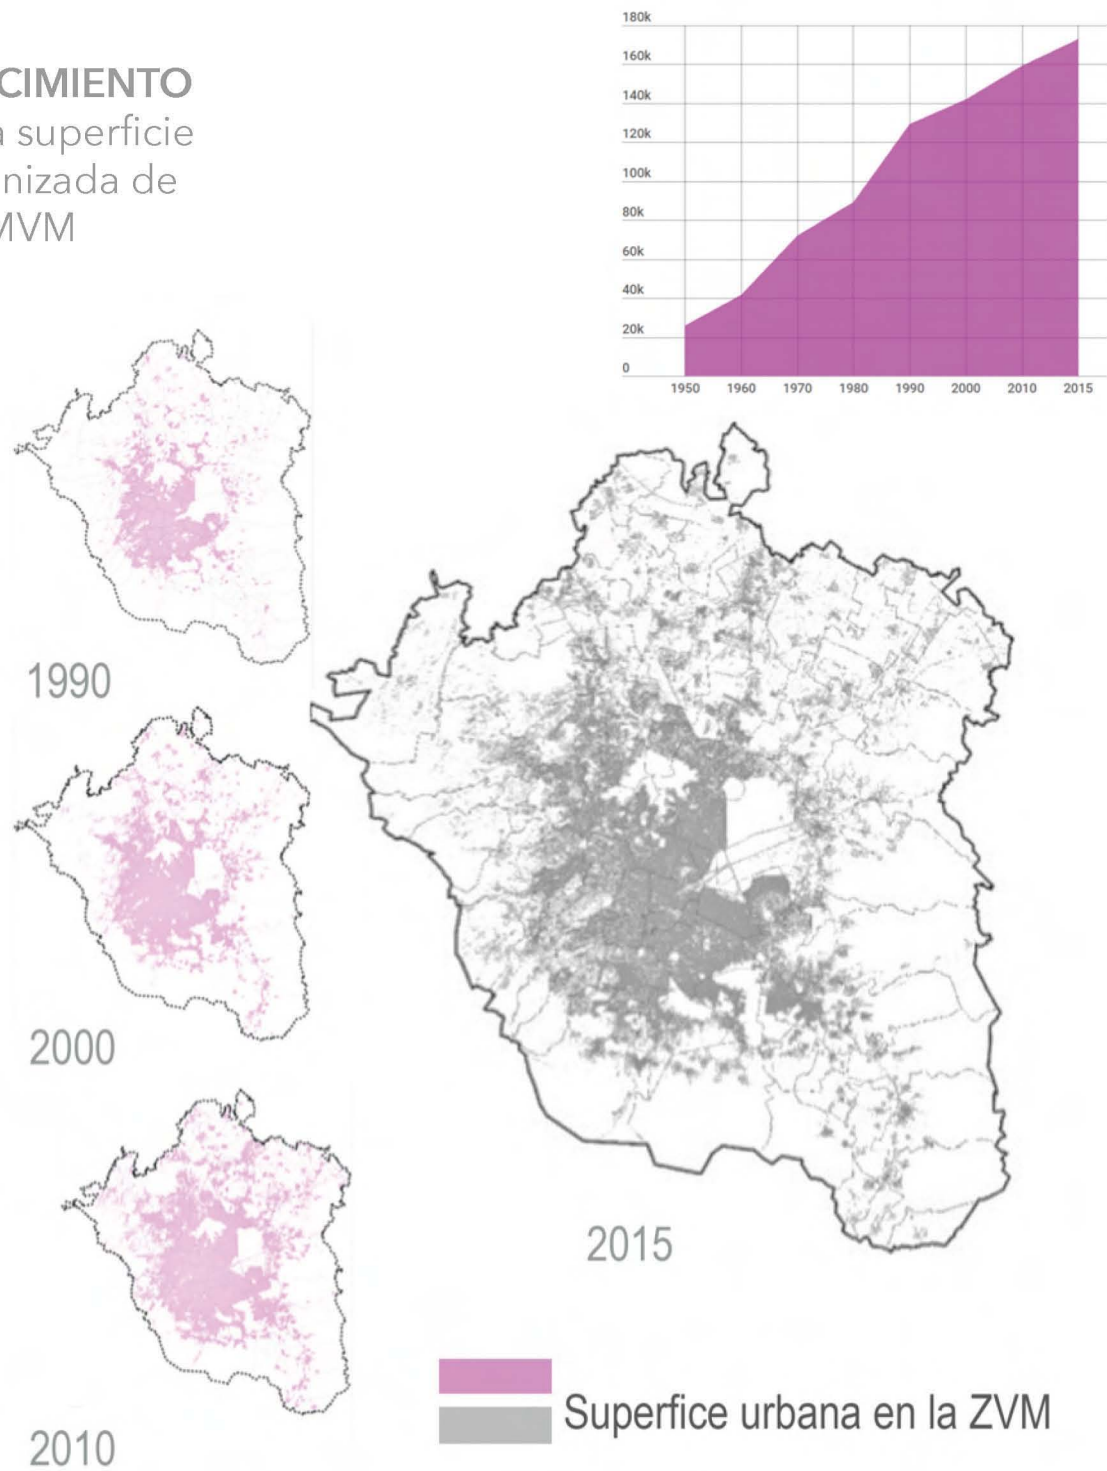 CIMIENTO
a superficie
nizada de
MVM
180k
160k
140k
120k
100k
80k
60k
40k
20k
0
1950 1960 1970 1980 1990 2000 2010 2015
1990
2000
2010
2015
Superfice urbana en la ZVM